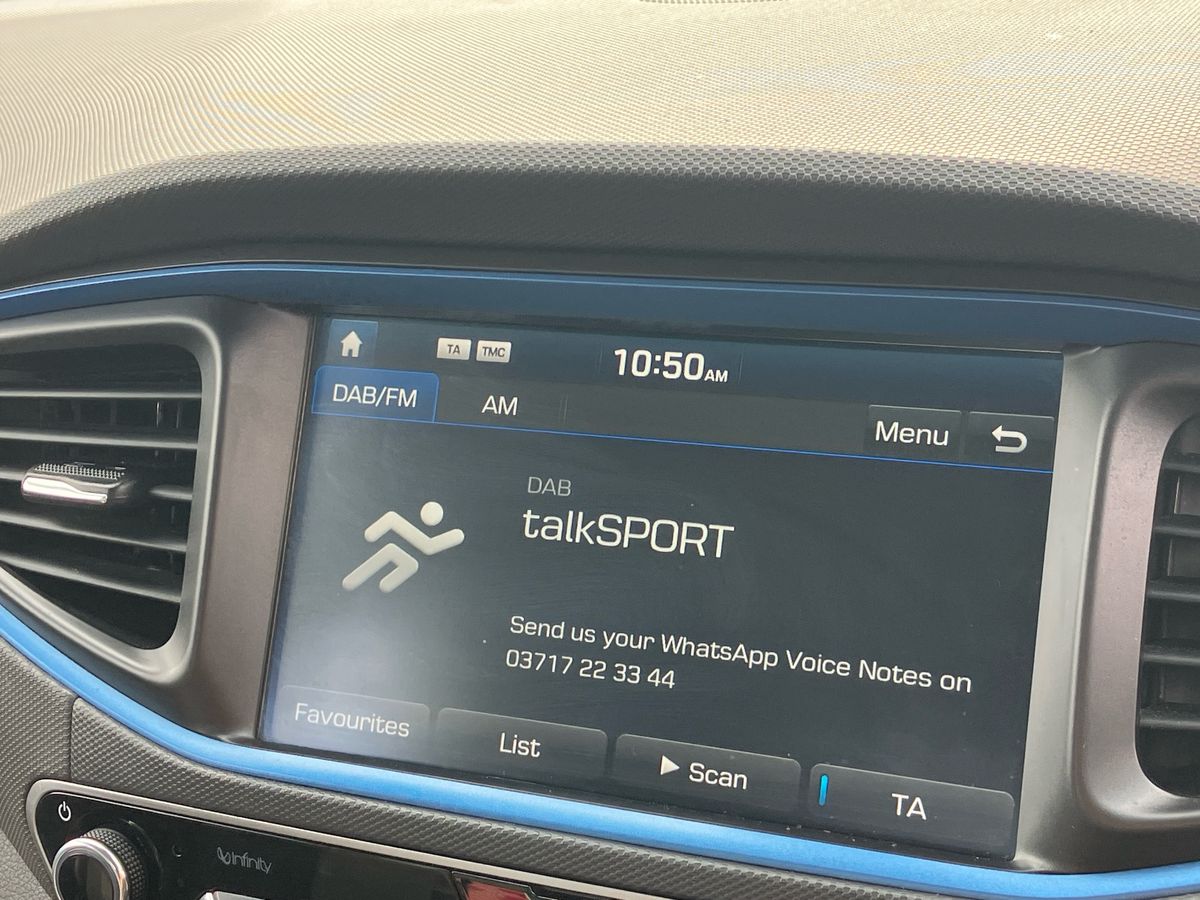 TA TMC 10:50AM
DAB/FM AM
Menu
DAB
talkSPORT
Send us your WhatsApp Voice Notes on
03717 22 33 44
Favourites List Scan TA
infinity